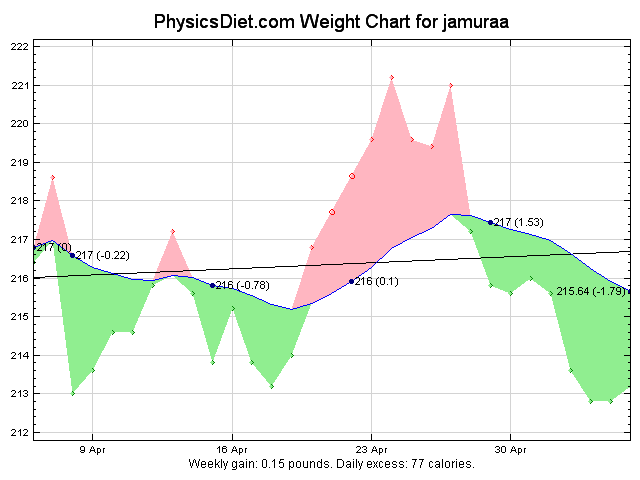 PhysicsDiet.com Weight Chart for jamuraa
222
221
220
219
218
217
216
215
214
213
212
217 (0)
217 (-0.22)
216 (-0.78)
216 (0.1)
217 (1.53)
215.64 (-1.79)
9 Apr
16 Apr
23 Apr
30 Apr
Weekly gain: 0.15 pounds. Daily excess: 77 calories.